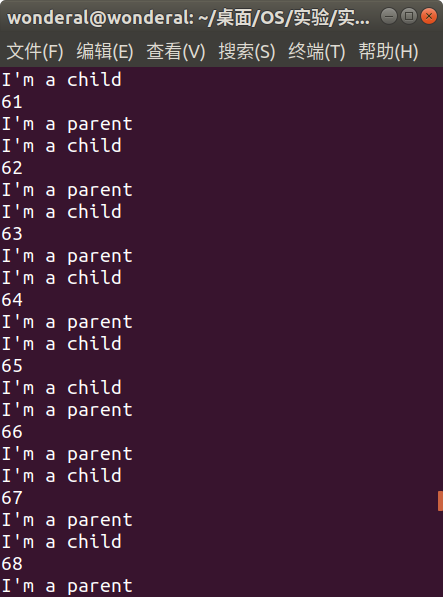 wonderal@wonderal: ~/桌面/OS/实验/实...
文件(F) 编辑(E) 查看(V) 搜索(S) 终端(T) 帮助(H)
I'm a child
61
I'm a parent
I'm a child
62
I'm a parent
I'm a child
63
I'm a parent
I'm a child
64
I'm a parent
I'm a child
65
I'm a child
I'm a parent
66
I'm a parent
I'm a child
67
I'm a parent
I'm a child
68
I'm a parent